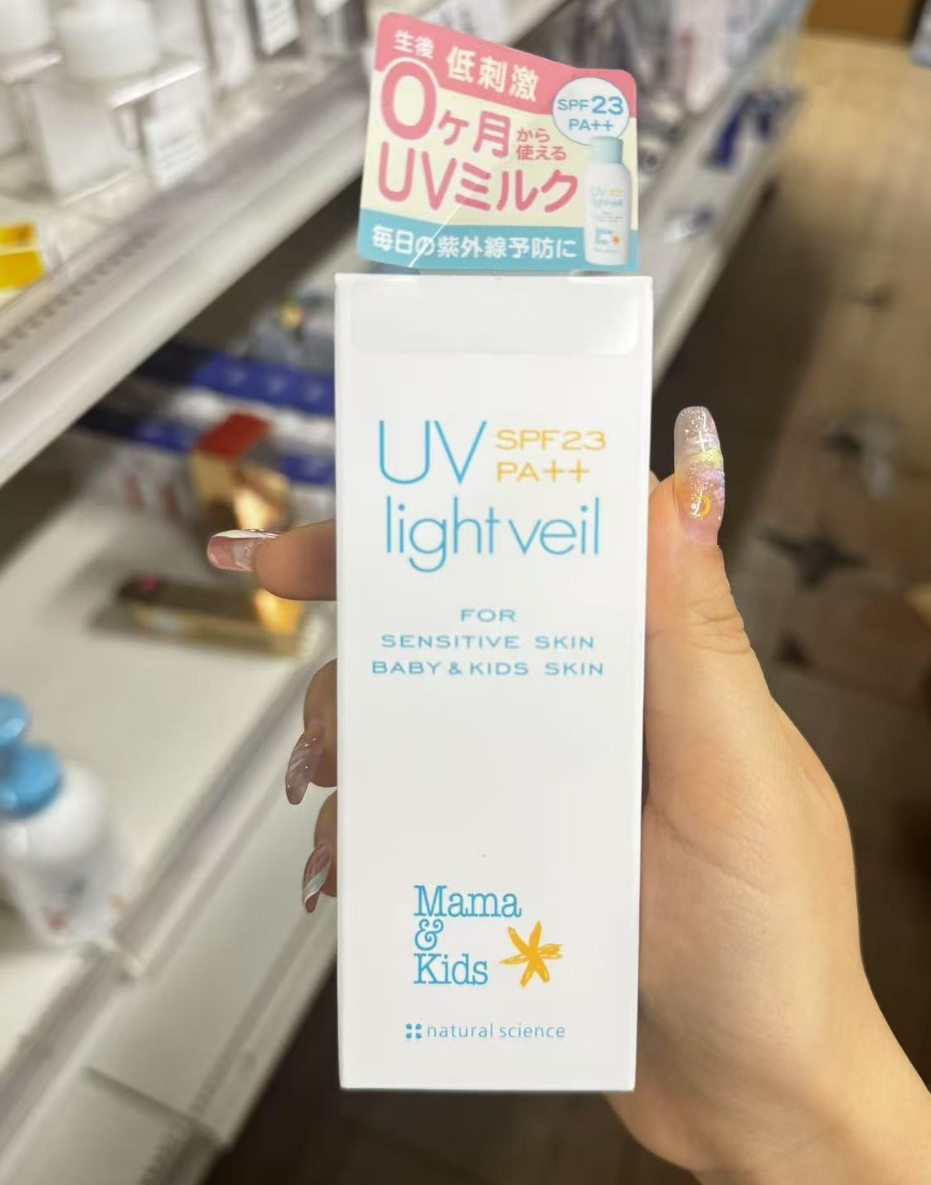 生後 低刺激
0ヶ月から使える
UVミルク
SPF23
PA++
毎日の紫外線予防に
UV SPF23 PA++
light veil
FOR
SENSITIVE SKIN
BABY & KIDS SKIN
Mama
&
Kids
natural science